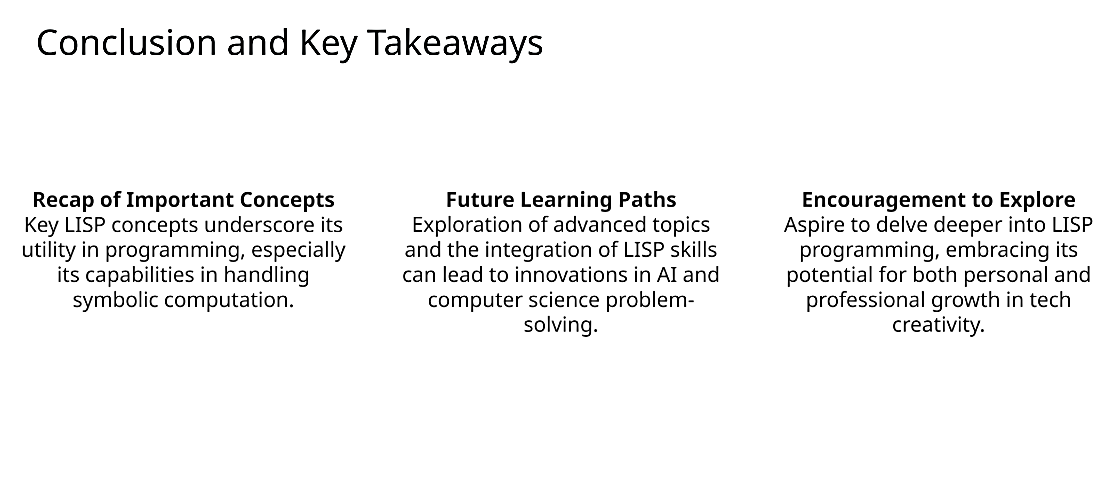 Conclusion and Key Takeaways
Recap of Important Concepts
Key LISP concepts underscore its
utility in programming, especially
its capabilities in handling
symbolic computation.
Future Learning Paths
Exploration of advanced topics
and the integration of LISP skills
can lead to innovations in AI and
computer science problem-
solving.
Encouragement to Explore
Aspire to delve deeper into LISP
programming, embracing its
potential for both personal and
professional growth in tech
creativity.